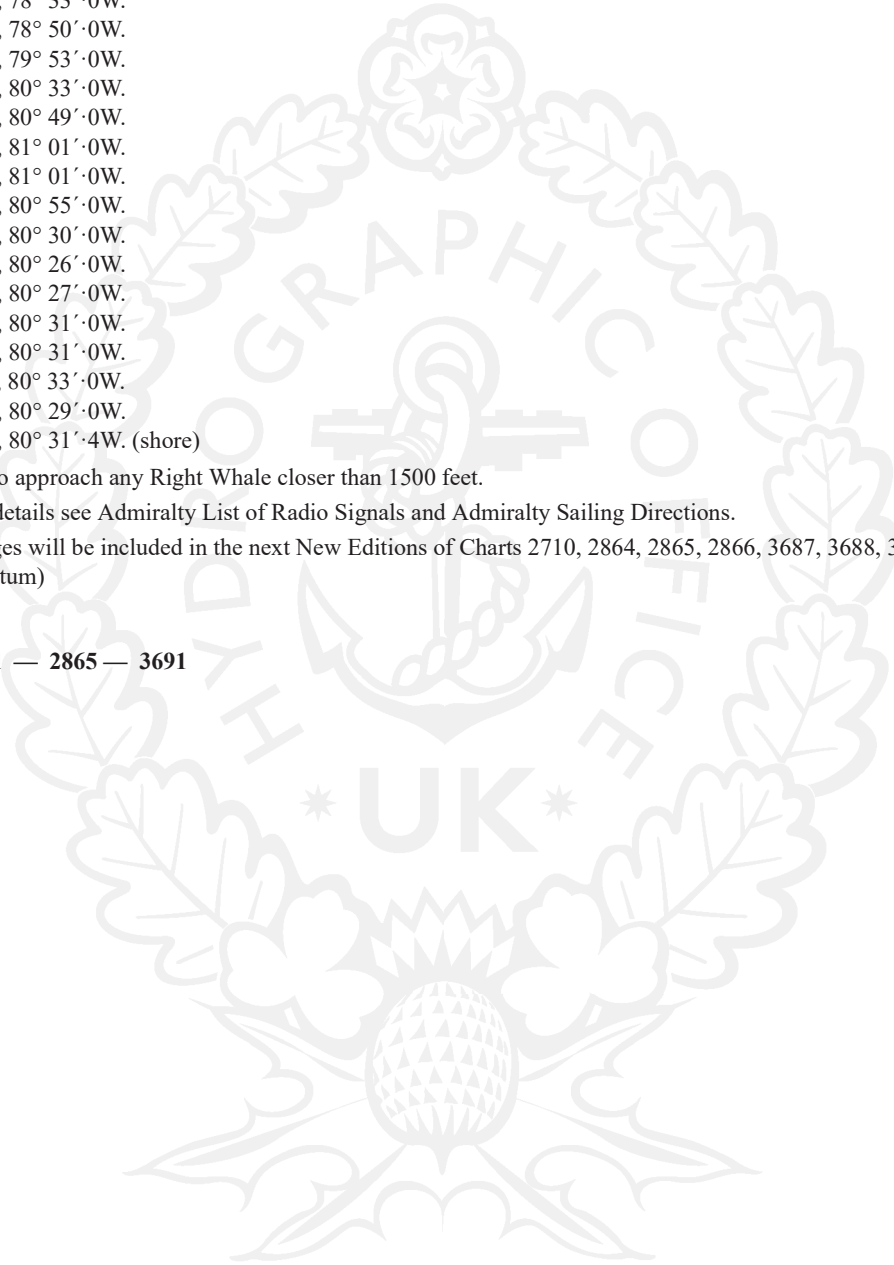 , 78° 50´·0W.
, 79° 53´·0W.
, 80° 33´·0W.
, 80° 49´·0W.
, 81° 01´·0W.
, 81° 01´·0W.
, 80° 55´·0W.
, 80° 30´·0W.
, 80° 26´·0W.
, 80° 27´·0W.
, 80° 31´·0W.
, 80° 31´·0W.
, 80° 33´·0W.
, 80° 29´·0W.
, 80° 31´·4W. (shore)
o approach any Right Whale closer than 1500 feet.
details see Admiralty List of Radio Signals and Admiralty Sailing Directions.
ges will be included in the next New Editions of Charts 2710, 2864, 2865, 2866, 3687, 3688, 3
tum)
— 2865 — 3691
HYDROGRAPHIC OFFICE
UK